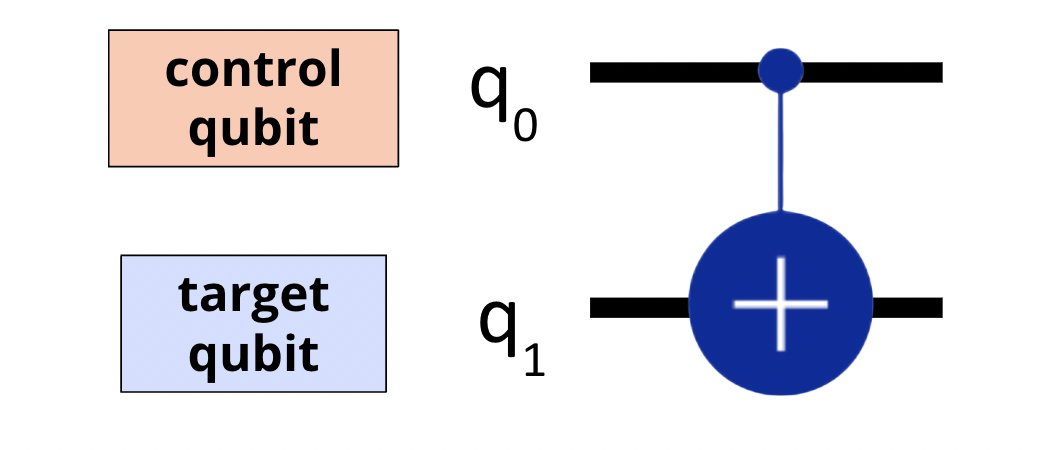 control
qubit
q0
target
qubit
q1